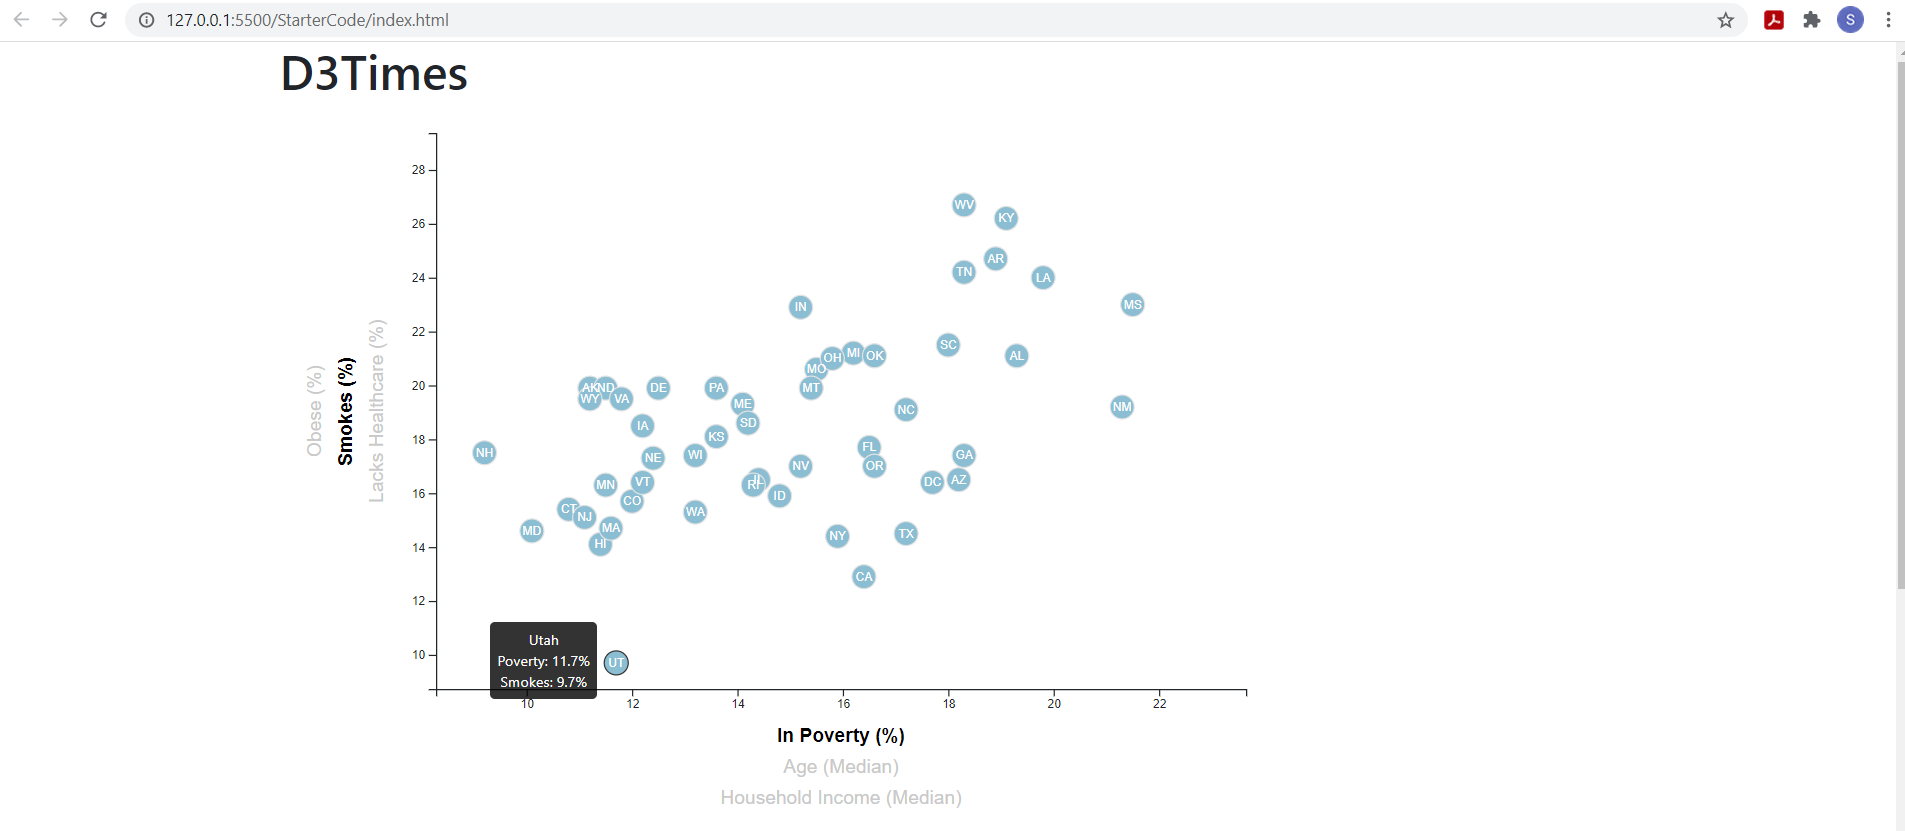 127.0.0.1:5500/StarterCode/index.html
S
D3Times
28
26
24
22
20
18
16
14
12
10
Obese (%)
Smokes (%)
Lacks Healthcare (%)
WV
KY
AR
TN
LA
IN
MS
SC
MI
OH
OK
AL
MO
AK
ND
DE
PA
MT
WY
VA
ME
NM
NC
SD
IA
KS
FL
NH
WI
GA
NE
NV
OR
IL
RI
MN
VT
DC
AZ
ID
CO
CT
WA
NJ
MA
MD
HI
NY
TX
CA
UT
Utah
Poverty: 11.7%
Smokes: 9.7%
10 12 14 16 18 20 22
In Poverty (%)
Age (Median)
Household Income (Median)